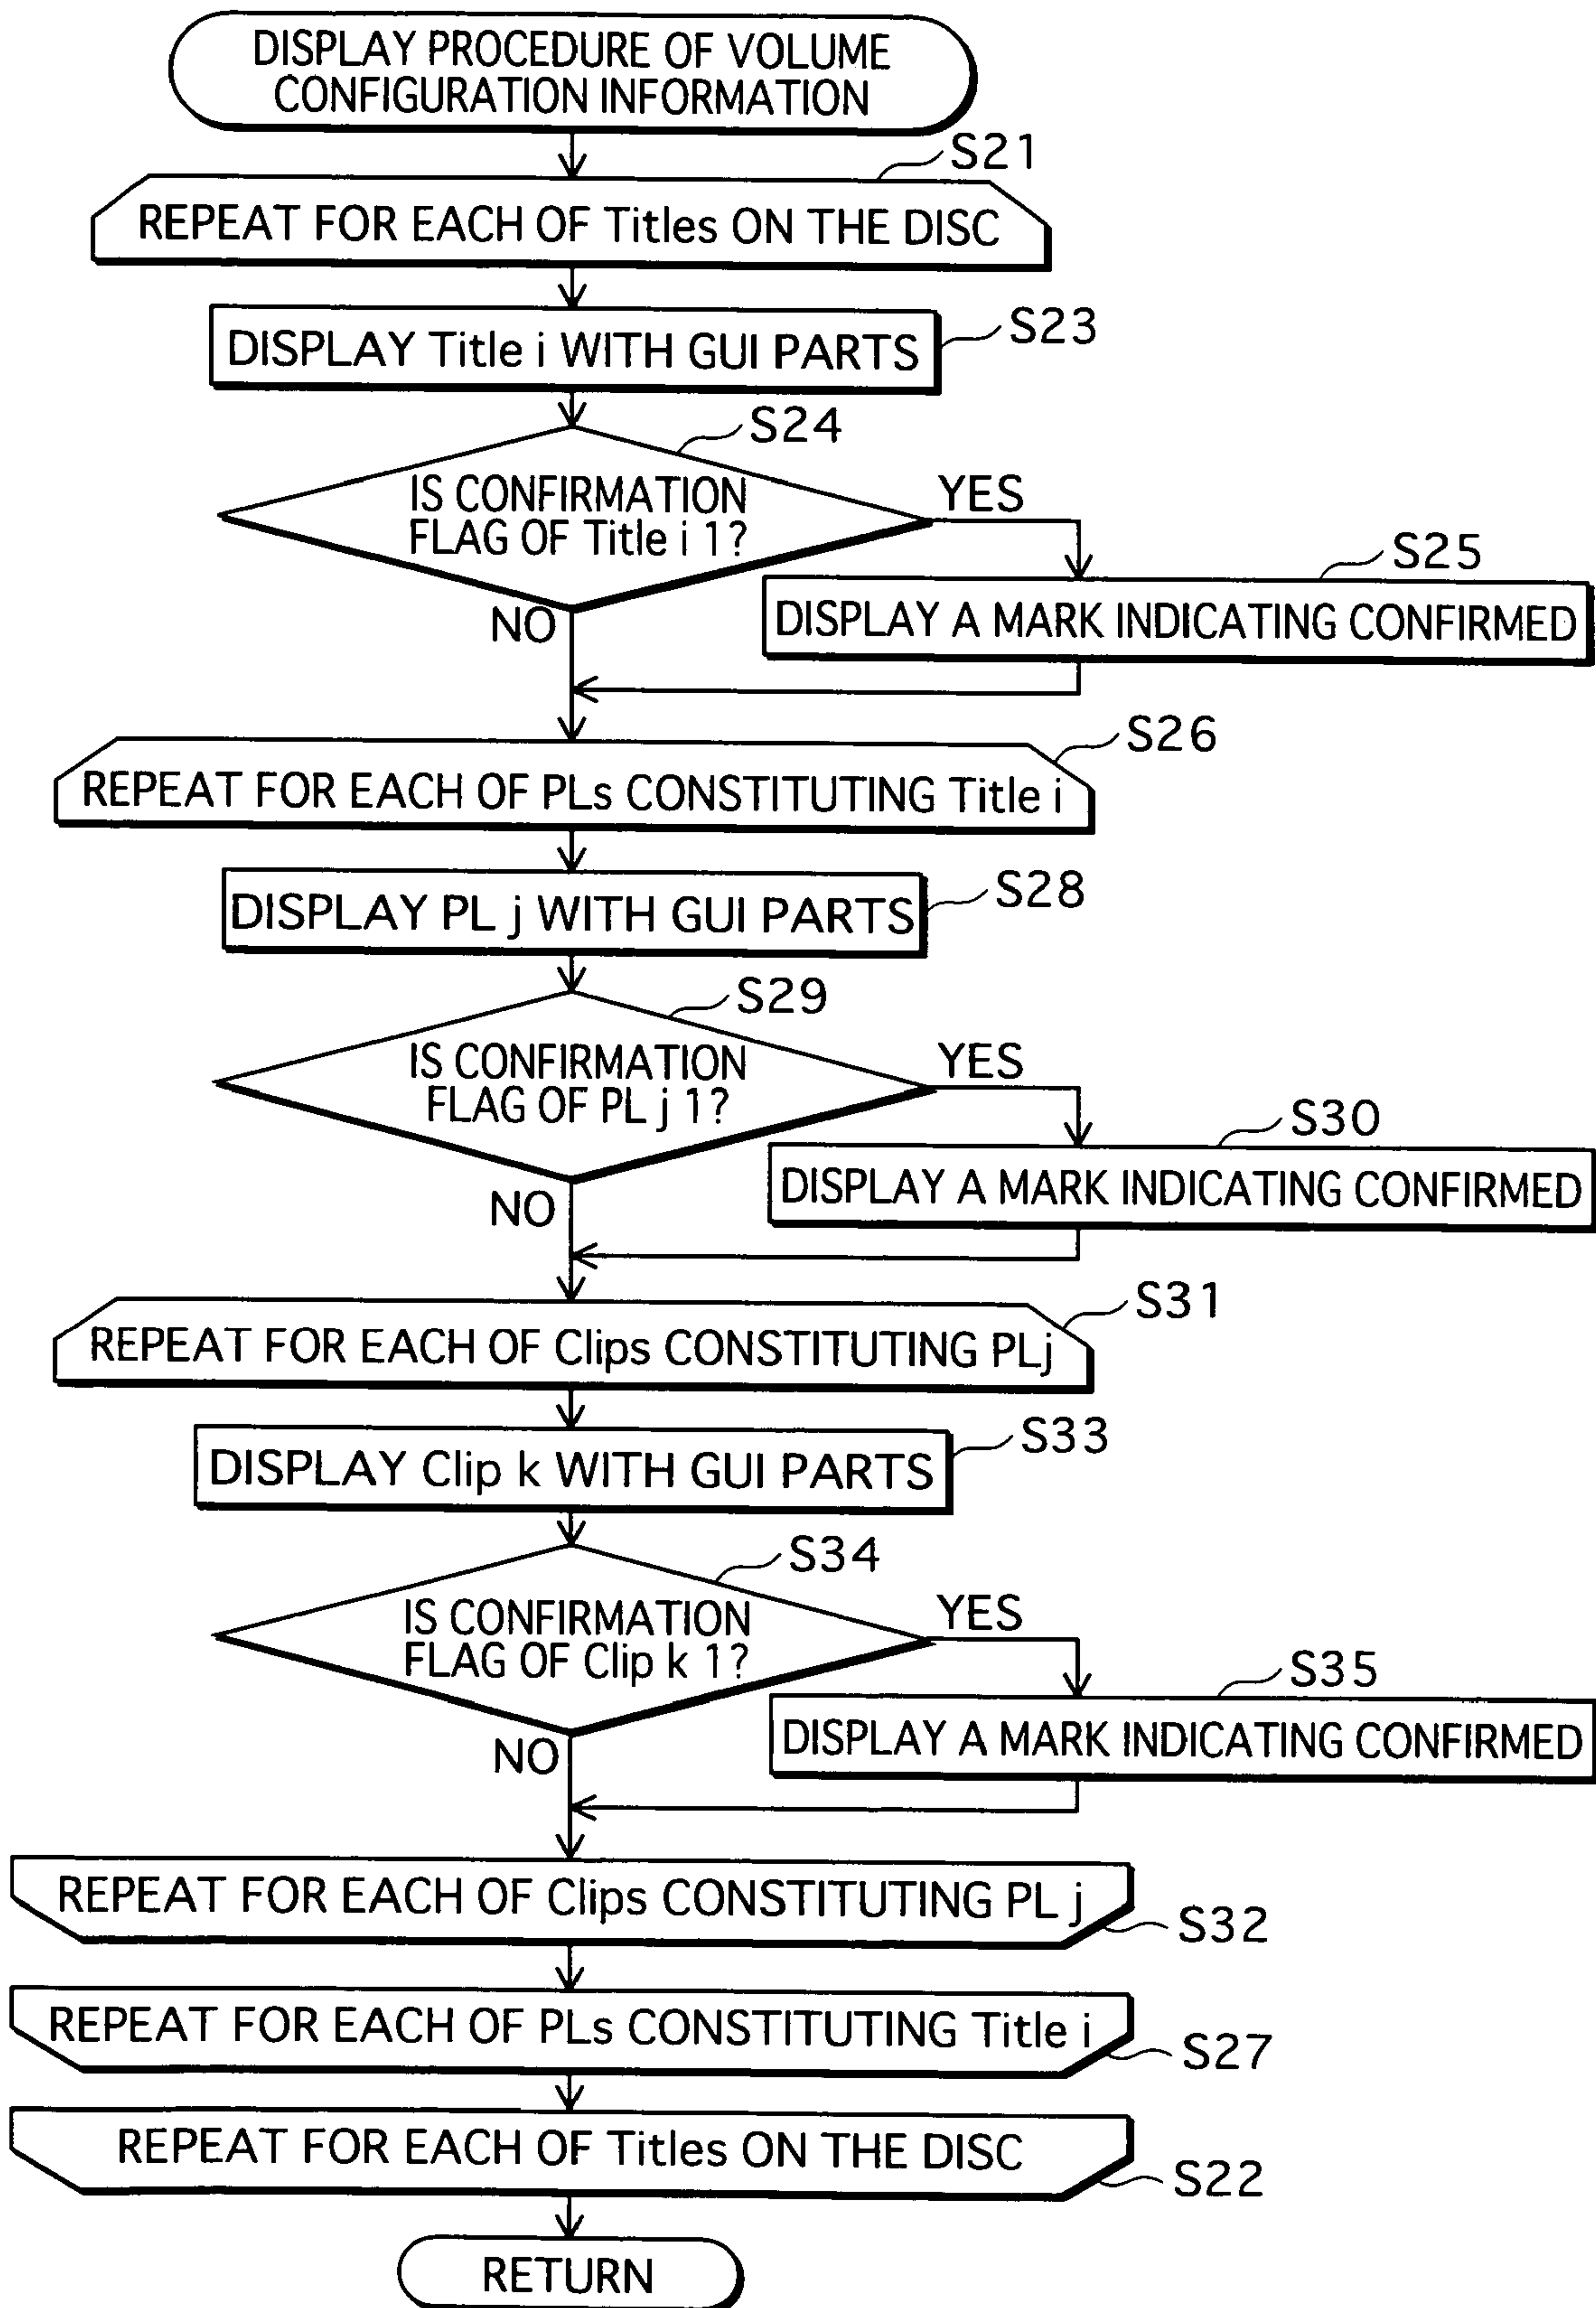 DISPLAY PROCEDURE OF VOLUME
CONFIGURATION INFORMATION
S21
REPEAT FOR EACH OF Titles ON THE DISC
DISPLAY Title i WITH GUI PARTS
S23
S24
IS CONFIRMATION
FLAG OF Title i 1?
YES
NO
S25
DISPLAY A MARK INDICATING CONFIRMED
S26
REPEAT FOR EACH OF PLs CONSTITUTING Title i
DISPLAY PL j WITH GUI PARTS
S28
S29
IS CONFIRMATION
FLAG OF PL j 1?
YES
NO
S30
DISPLAY A MARK INDICATING CONFIRMED
S31
REPEAT FOR EACH OF Clips CONSTITUTING PLj
DISPLAY Clip k WITH GUI PARTS
S33
S34
IS CONFIRMATION
FLAG OF Clip k 1?
YES
NO
S35
DISPLAY A MARK INDICATING CONFIRMED
REPEAT FOR EACH OF Clips CONSTITUTING PL j
S32
REPEAT FOR EACH OF PLs CONSTITUTING Title i
S27
REPEAT FOR EACH OF Titles ON THE DISC
S22
RETURN